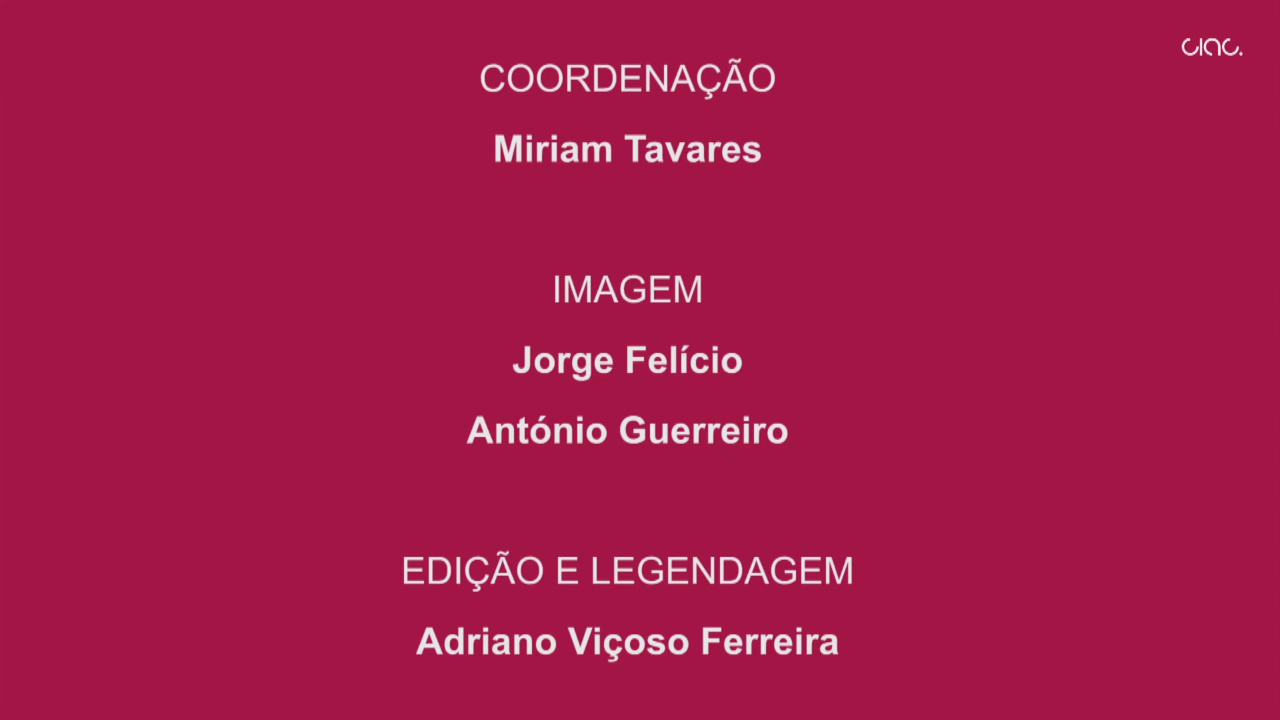 ciac.
COORDENAÇÃO
Miriam Tavares
IMAGEM
Jorge Felício
António Guerreiro
EDIÇÃO E LEGENDAGEM
Adriano Viçoso Ferreira